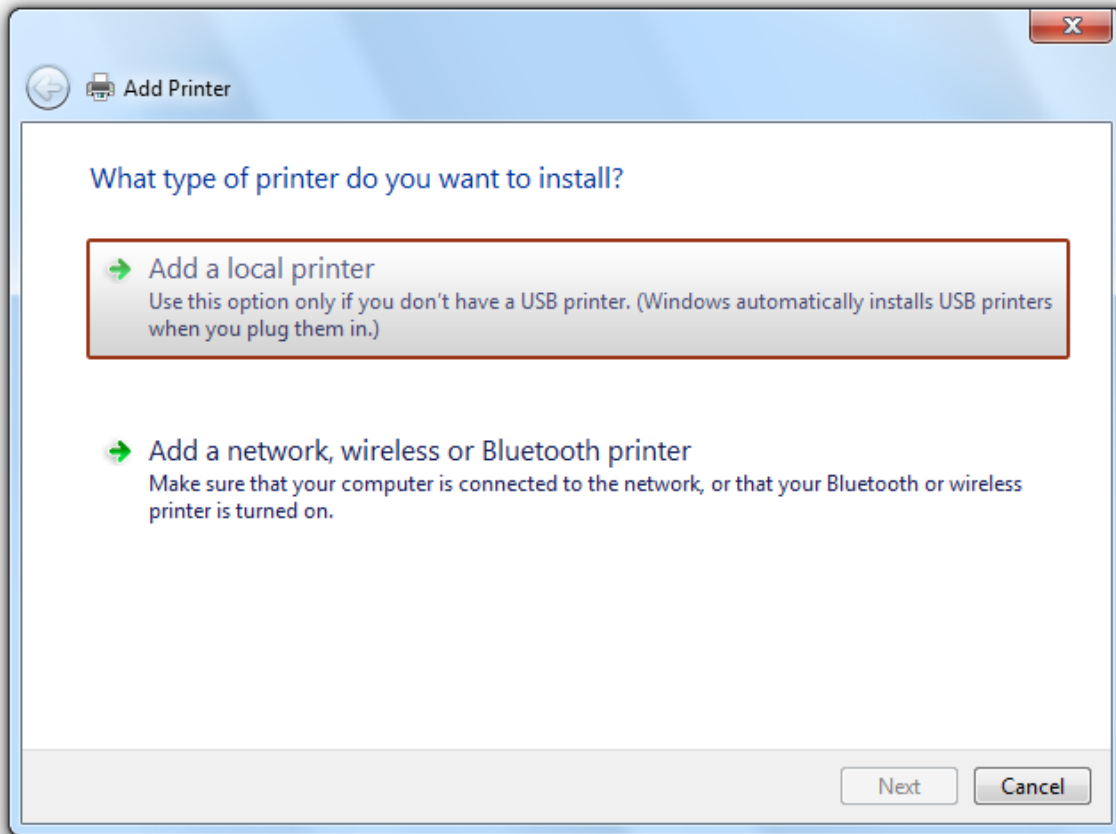 Add Printer
What type of printer do you want to install?
Add a local printer
Use this option only if you don't have a USB printer. (Windows automatically installs USB printers
when you plug them in.)
Add a network, wireless or Bluetooth printer
Make sure that your computer is connected to the network, or that your Bluetooth or wireless
printer is turned on.
Next
Cancel